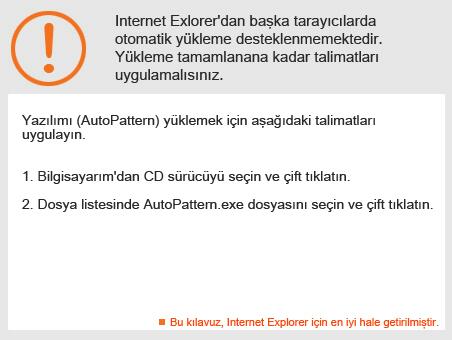 Internet Exlorer'dan başka tarayıcılarda
otomatik yükleme desteklenmemektedir.
Yükleme tamamlanana kadar talimatları
uygulamalısınız.
Yazılımı (AutoPattern) yüklemek için aşağıdaki talimatları
uygulayın.
1. Bilgisayarım'dan CD sürücüyü seçin ve çift tıklatın.
2. Dosya listesinde AutoPattern.exe dosyasını seçin ve çift tıklatın.
Bu kılavuz, Internet Explorer için en iyi hale getirilmiştir.